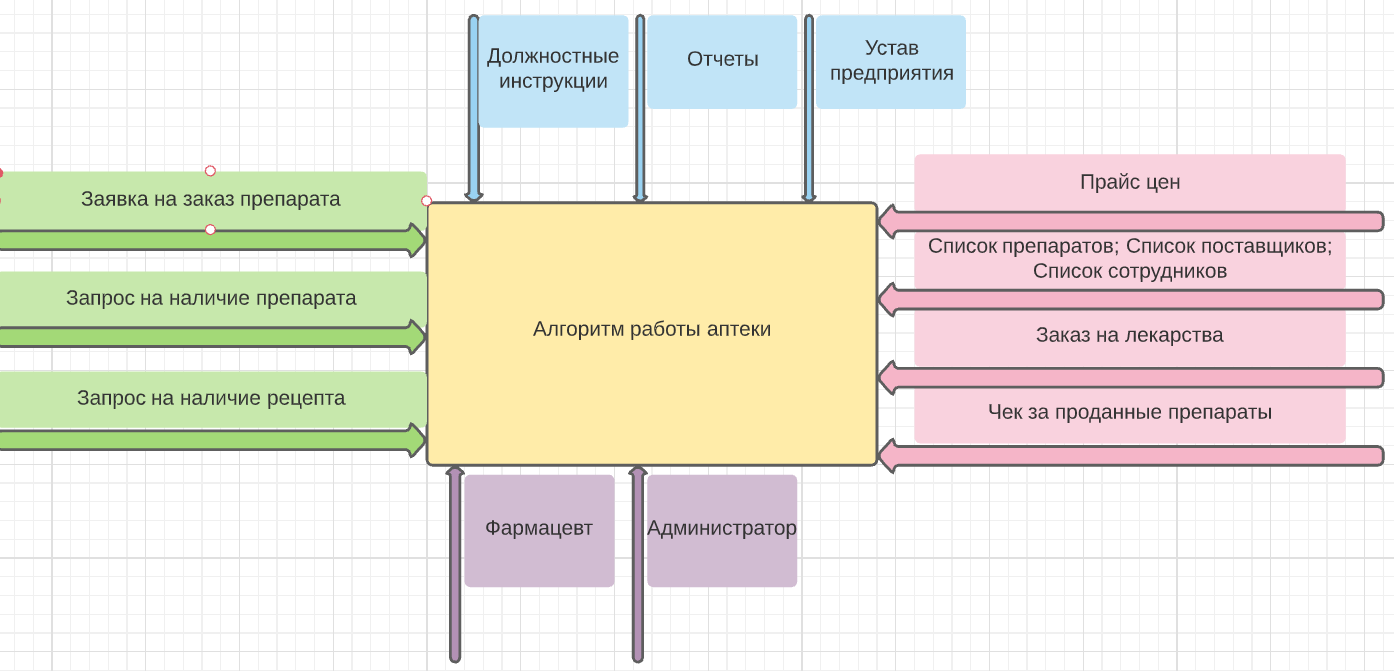 Должностные
инструкции
Отчеты
Устав
предприятия
Заявка на заказ препарата
Запрос на наличие препарата
Запрос на наличие рецепта
Алгоритм работы аптеки
Прайс цен
Список препаратов; Список поставщиков;
Список сотрудников
Заказ на лекарства
Чек за проданные препараты
Фармацевт
Администратор